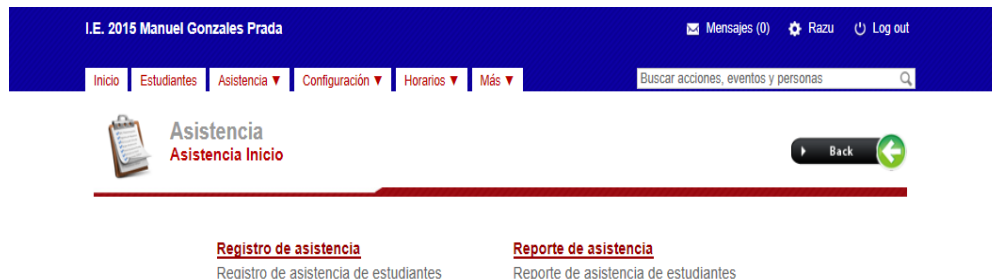 I.E. 2015 Manuel Gonzales Prada
Mensajes (0) Razu Log out
Inicio Estudiantes Asistencia ▼ Configuración ▼ Horarios ▼ Más ▼ Buscar acciones, eventos y personas
Asistencia
Asistencia Inicio
Back
Registro de asistencia Reporte de asistencia
Registro de asistencia de estudiantes Reporte de asistencia de estudiantes